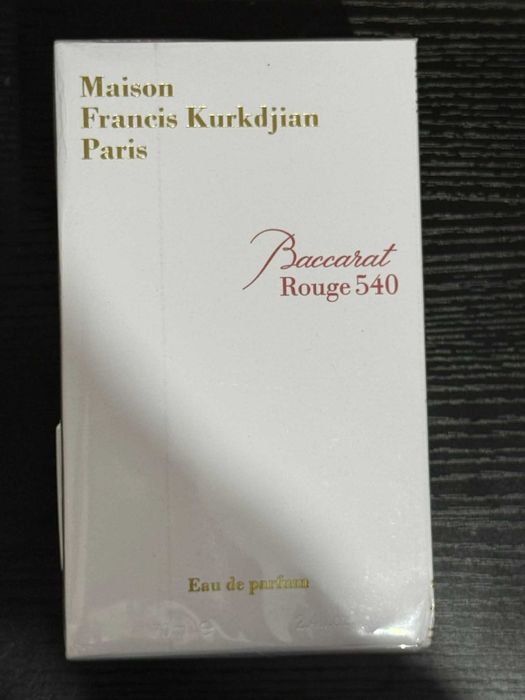 Maison
Francis Kurkdjian
Paris
Baccarat
Rouge 540
Eau de parfum